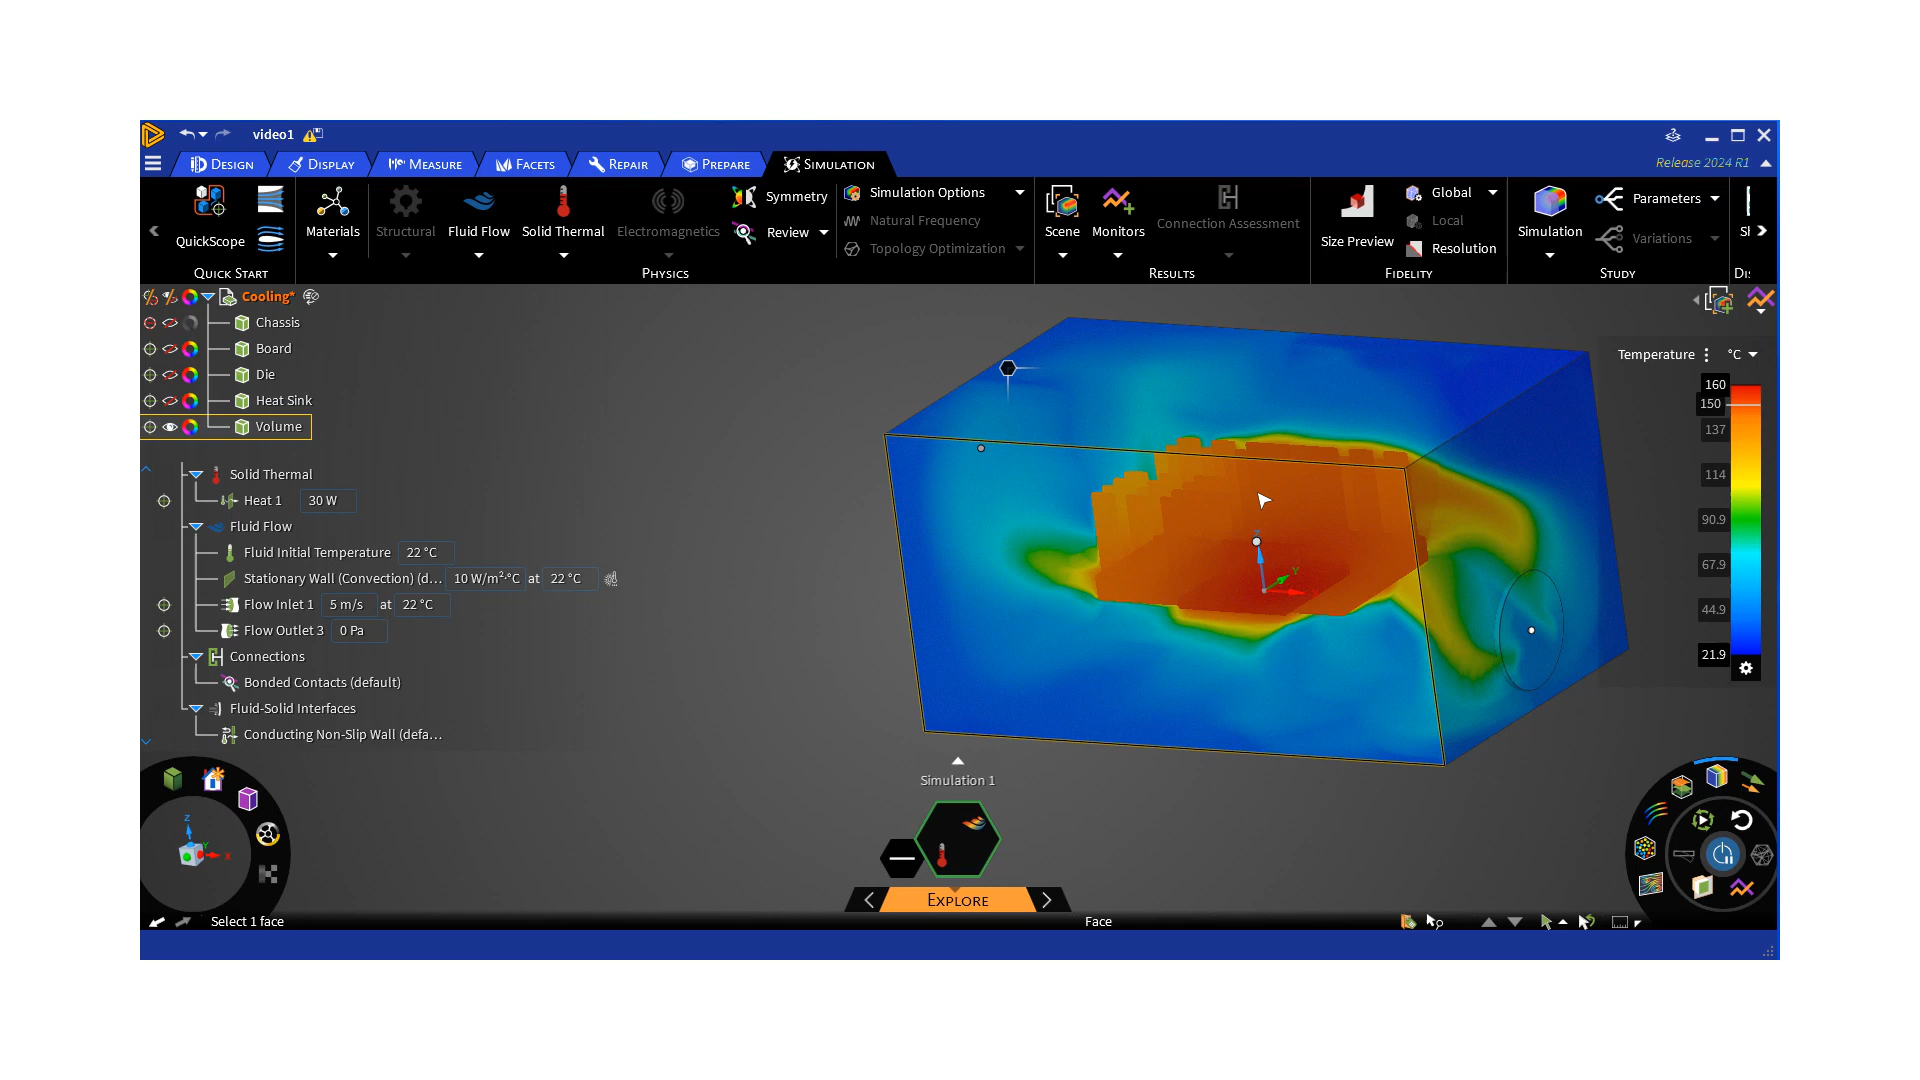 video1
DESIGN DISPLAY MEASURE FACETS REPAIR PREPARE SIMULATION
Release 2024 R1
QuickScope
Materials
Structural
Fluid Flow
Solid Thermal
Electromagnetics
Symmetry
Review
Simulation Options
Natural Frequency
Topology Optimization
Scene
Monitors
Connection Assessment
Size Preview
Global
Local
Resolution
Simulation
Parameters
Variations
QUICK START
PHYSICS
RESULTS
FIDELITY
STUDY
Cooling*
Chassis
Board
Die
Heat Sink
Volume
Solid Thermal
Heat 1 30 W
Fluid Flow
Fluid Initial Temperature 22 °C
Stationary Wall (Convection) (d... 10 W/m²·°C at 22 °C
Flow Inlet 1 5 m/s at 22 °C
Flow Outlet 3 0 Pa
Connections
Bonded Contacts (default)
Fluid-Solid Interfaces
Conducting Non-Slip Wall (defa...
Temperature °C
160
150
137
114
90.9
67.9
44.9
21.9
Z
Y
X
Z
Y
X
Simulation 1
EXPLORE
Select 1 face
Face